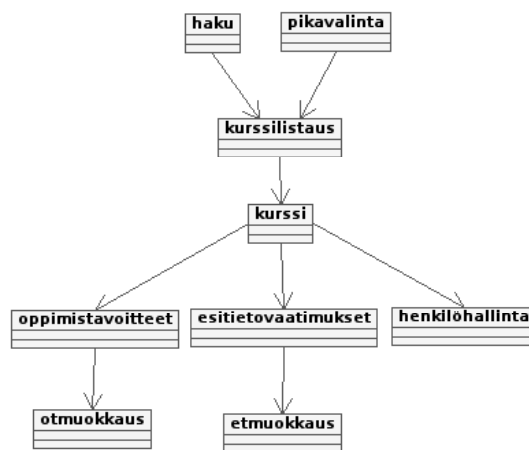 haku
pikavalinta
kurssilistaus
kurssi
oppimistavoitteet
esitietovaatimukset
henkilöhallinta
otmuokkaus
etmuokkaus